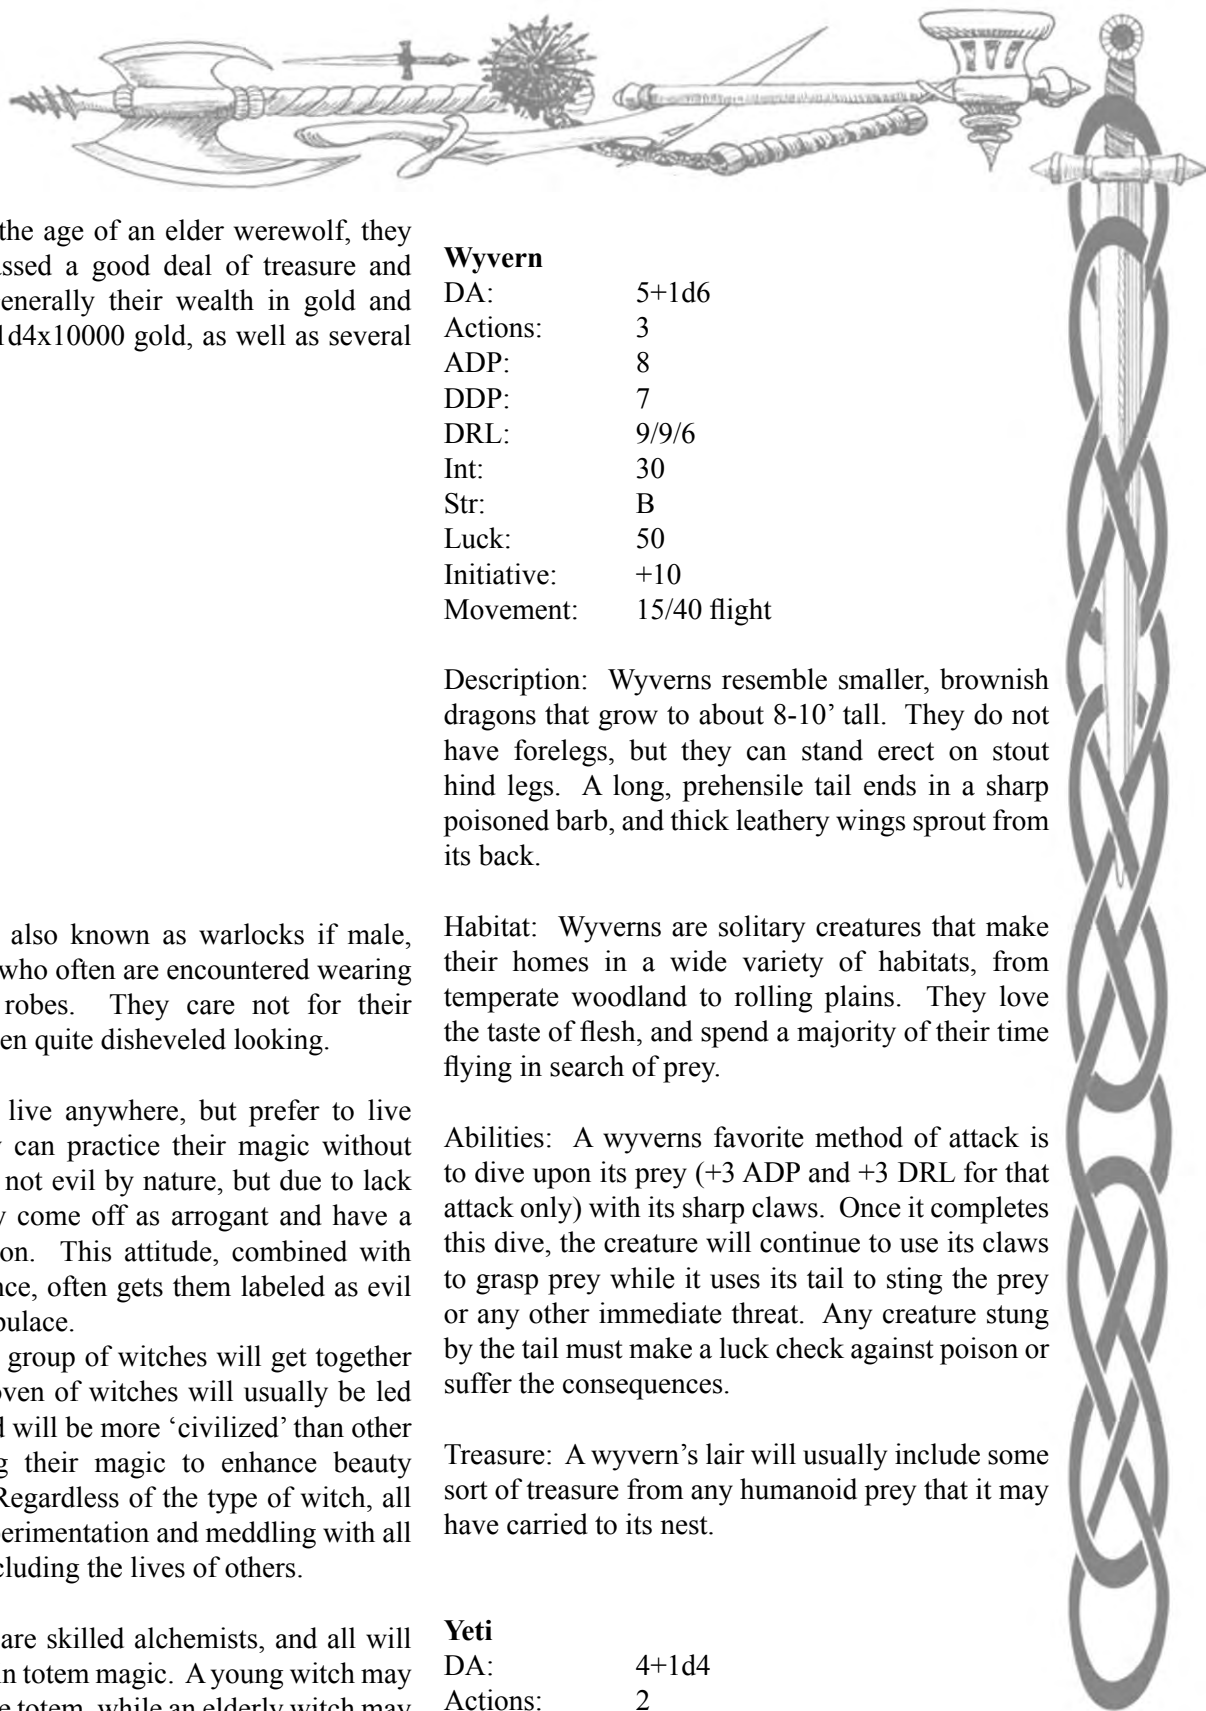 the age of an elder werewolf, they
assed a good deal of treasure and
enerally their wealth in gold and
1d4x10000 gold, as well as several
also known as warlocks if male,
who often are encountered wearing
robes. They care not for their
en quite disheveled looking.
live anywhere, but prefer to live
y can practice their magic without
not evil by nature, but due to lack
y come off as arrogant and have a
on. This attitude, combined with
nce, often gets them labeled as evil
pulace.
group of witches will get together
oven of witches will usually be led
d will be more ‘civilized’ than other
g their magic to enhance beauty
Regardless of the type of witch, all
perimentation and meddling with all
cluding the lives of others.
are skilled alchemists, and all will
in totem magic. A young witch may
e totem, while an elderly witch may
Wyvern
DA: 5+1d6
Actions: 3
ADP: 8
DDP: 7
DRL: 9/9/6
Int: 30
Str: B
Luck: 50
Initiative: +10
Movement: 15/40 flight
Description: Wyverns resemble smaller, brownish
dragons that grow to about 8-10’ tall. They do not
have forelegs, but they can stand erect on stout
hind legs. A long, prehensile tail ends in a sharp
poisoned barb, and thick leathery wings sprout from
its back.
Habitat: Wyverns are solitary creatures that make
their homes in a wide variety of habitats, from
temperate woodland to rolling plains. They love
the taste of flesh, and spend a majority of their time
flying in search of prey.
Abilities: A wyverns favorite method of attack is
to dive upon its prey (+3 ADP and +3 DRL for that
attack only) with its sharp claws. Once it completes
this dive, the creature will continue to use its claws
to grasp prey while it uses its tail to sting the prey
or any other immediate threat. Any creature stung
by the tail must make a luck check against poison or
suffer the consequences.
Treasure: A wyvern’s lair will usually include some
sort of treasure from any humanoid prey that it may
have carried to its nest.
Yeti
DA: 4+1d4
Actions: 2